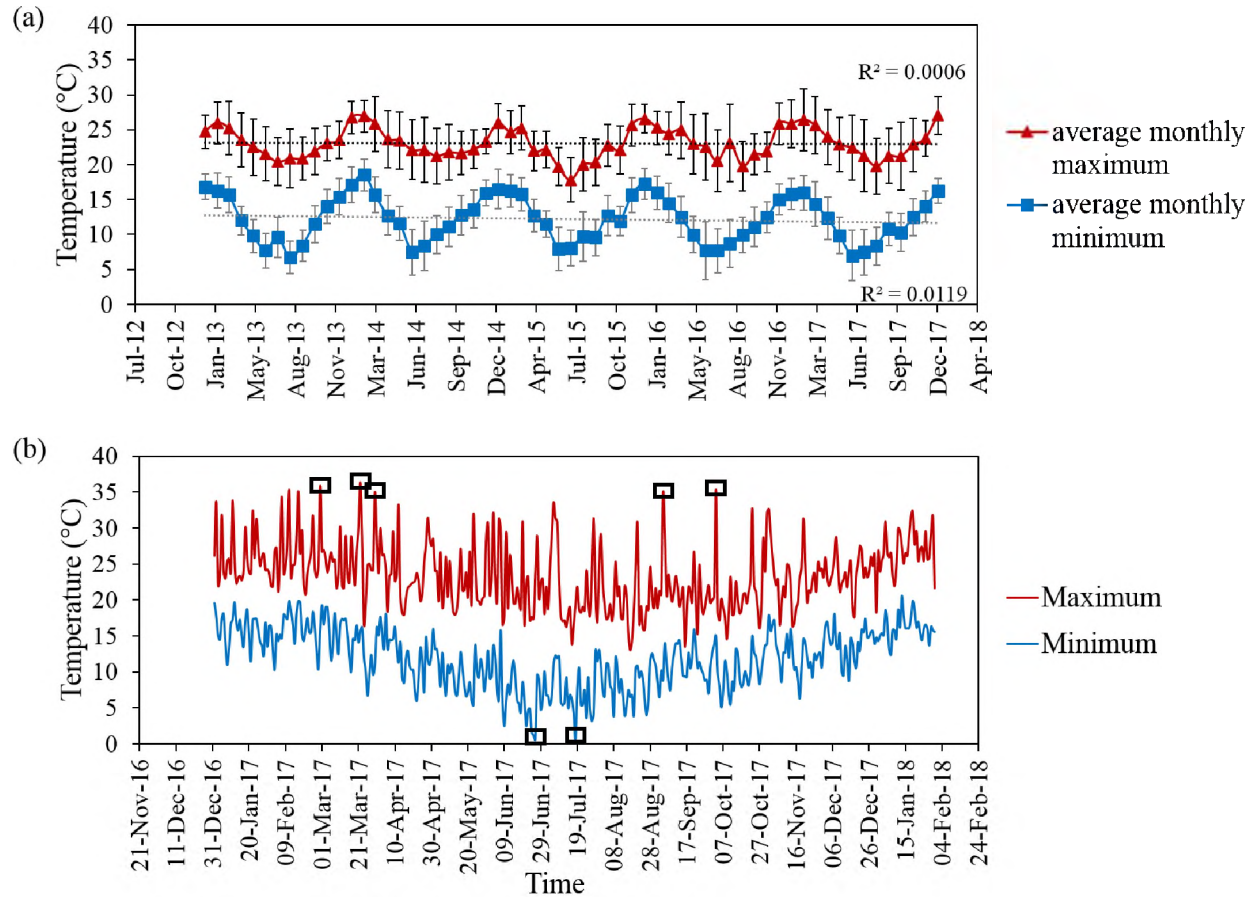 (a)
40
35
30
25
20
15
10
5
0
Temperature (°C)
R² = 0.0006
R² = 0.0119
Jul-12
Oct-12
Jan-13
May-13
Aug-13
Nov-13
Mar-14
Jun-14
Sep-14
Dec-14
Apr-15
Jul-15
Oct-15
Jan-16
May-16
Aug-16
Nov-16
Mar-17
Jun-17
Sep-17
Dec-17
Apr-18
average monthly
maximum
average monthly
minimum
(b)
40
35
30
25
20
15
10
5
0
Temperature (°C)
21-Nov-16
11-Dec-16
31-Dec-16
20-Jan-17
09-Feb-17
01-Mar-17
21-Mar-17
10-Apr-17
30-Apr-17
20-May-17
09-Jun-17
29-Jun-17
19-Jul-17
08-Aug-17
28-Aug-17
17-Sep-17
07-Oct-17
27-Oct-17
16-Nov-17
06-Dec-17
26-Dec-17
15-Jan-18
04-Feb-18
24-Feb-18
Time
Maximum
Minimum